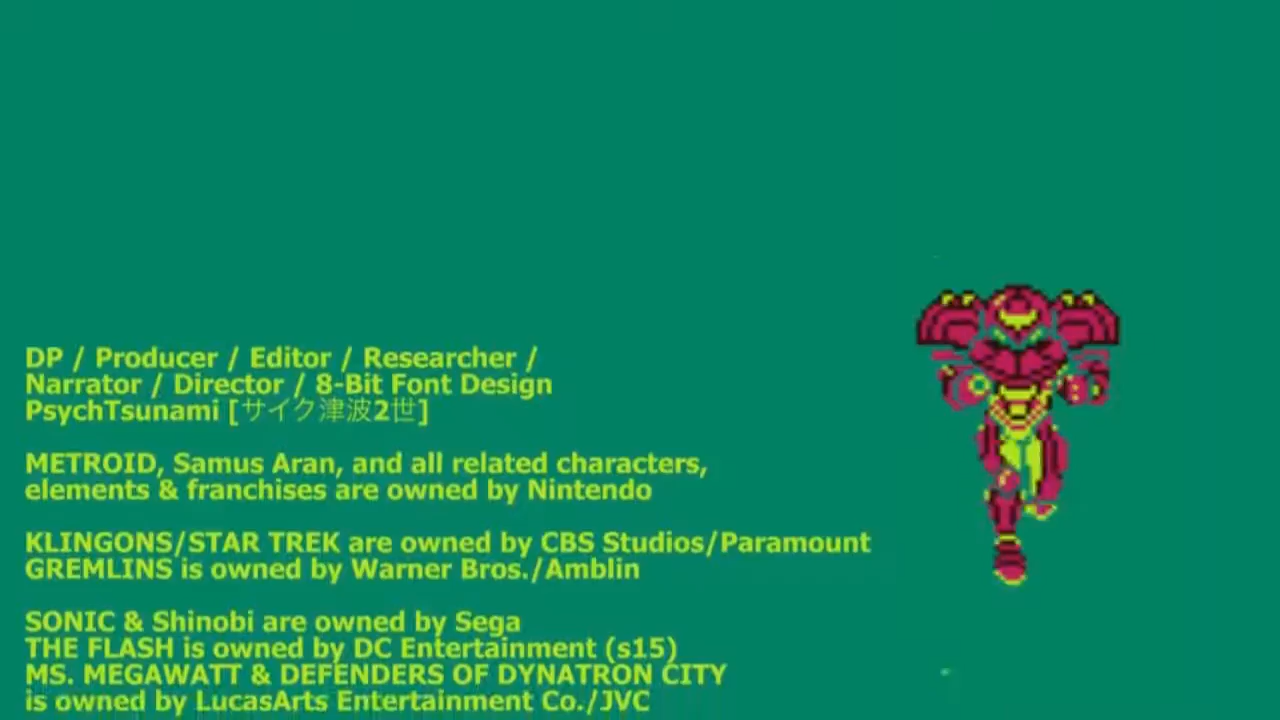 DP / Producer / Editor / Researcher /
Narrator / Director / 8-Bit Font Design
PsychTsunami [サイク津波2世]
METROID, Samus Aran, and all related characters,
elements & franchises are owned by Nintendo
KLINGONS/STAR TREK are owned by CBS Studios/Paramount
GREMLINS is owned by Warner Bros./Amblin
SONIC & Shinobi are owned by Sega
THE FLASH is owned by DC Entertainment (s15)
MS. MEGAWATT & DEFENDERS OF DYNATRON CITY
is owned by LucasArts Entertainment Co./JVC